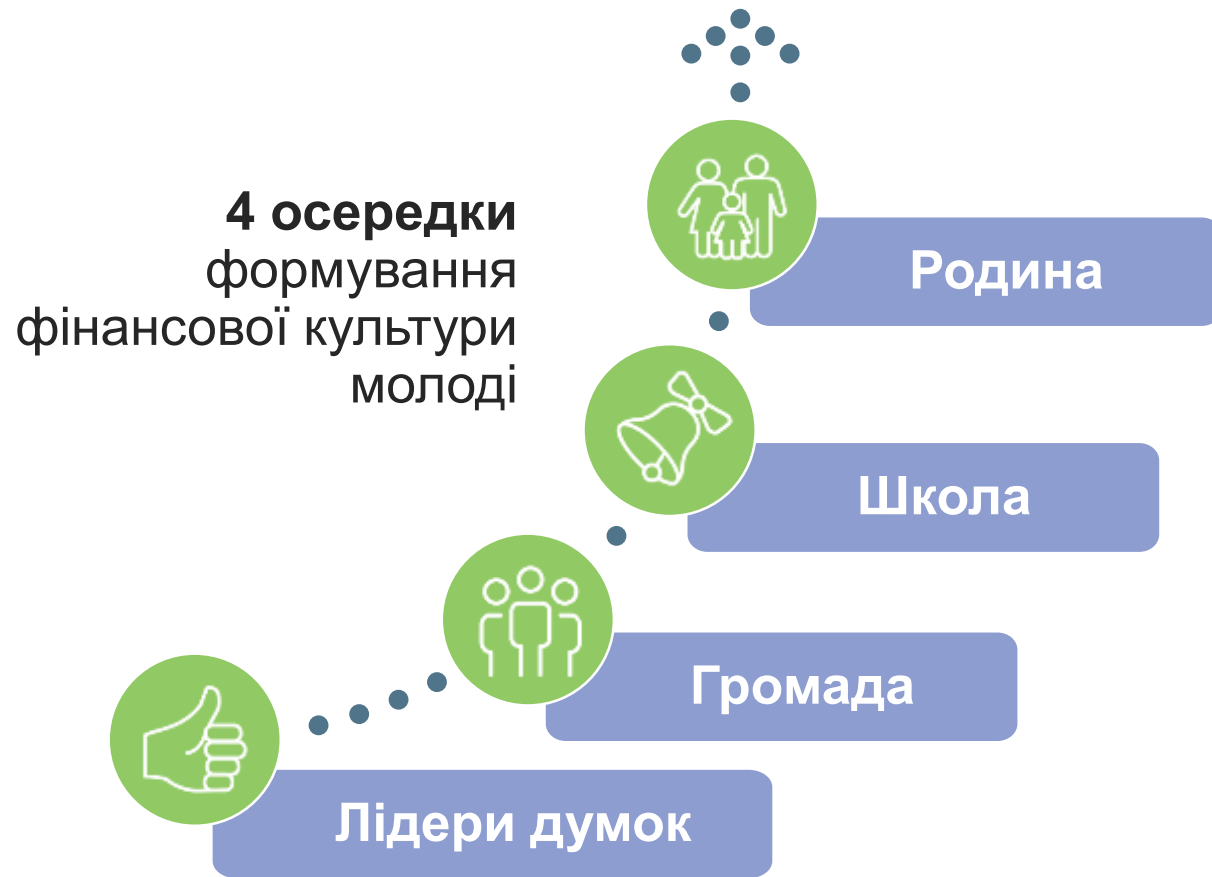 4 осередки
формування
фінансової культури
молоді
Родина
Школа
Громада
Лідери думок